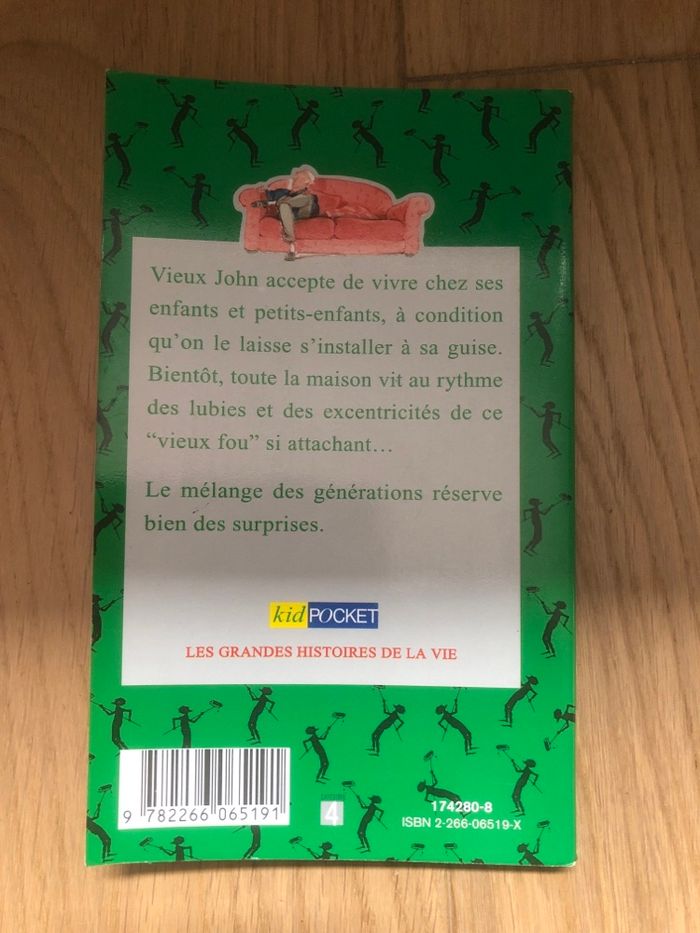 Vieux John accepte de vivre chez ses
enfants et petits-enfants, à condition
qu'on le laisse s'installer à sa guise.
Bientôt, toute la maison vit au rythme
des lubies et des excentricités de ce
“vieux fou” si attachant…
Le mélange des générations réserve
bien des surprises.
kid POCKET
LES GRANDES HISTOIRES DE LA VIE
9 782266 065191
4
174280-8
ISBN 2-266-06519-X